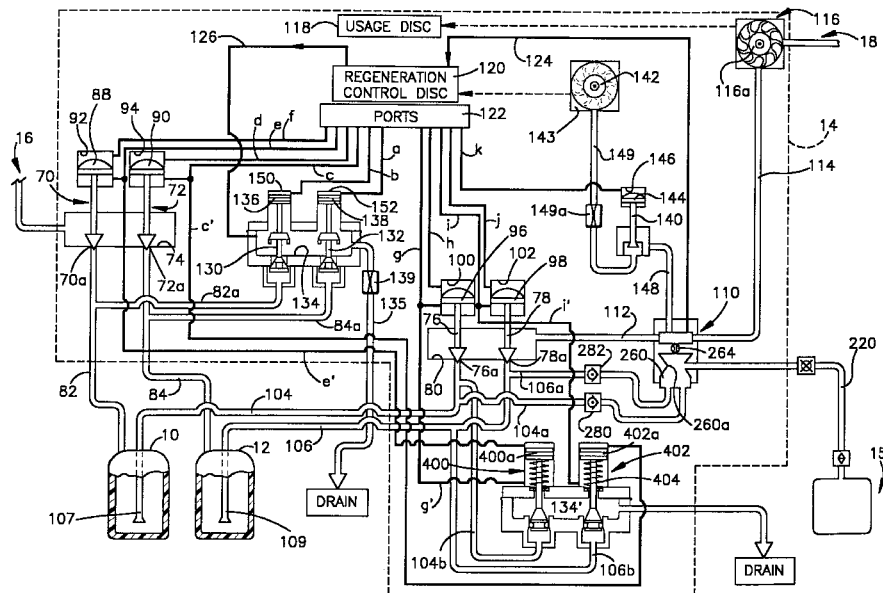 126
118
USAGE DISC
116
18
124
REGENERATION
CONTROL DISC
120
142
116a
88
94
PORTS
122
143
14
92
90
f
e
d
c
b
a
k
114
16
149
146
150
144
70
72
136
152
149a
140
138
i
j
c'
h
132
g
96
102
74
100
98
70a
72a
130
134
139
148
110
82a
135
i'
112
76
78
84a
264
282
260
220
80
76a
78a
e'
106a
82
84
104
260a
10
12
106
104a
280
402a
15
400a
402
400
404
DRAIN
g'
134'
107
109
104b
106b
DRAIN